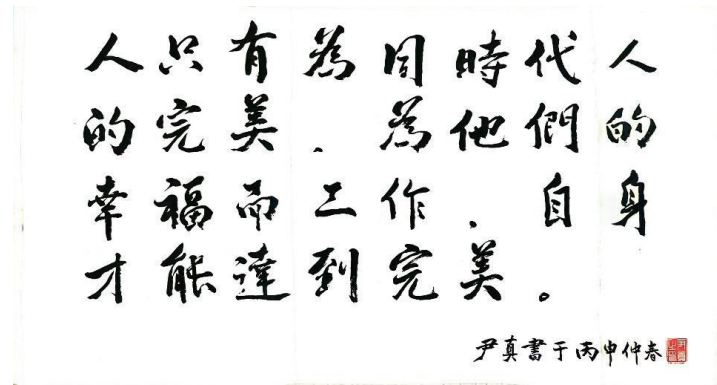 人只有為同時代人
的完美、為他們的
幸福而工作、自身
才能達到完美。
尹真書于丙申仲春